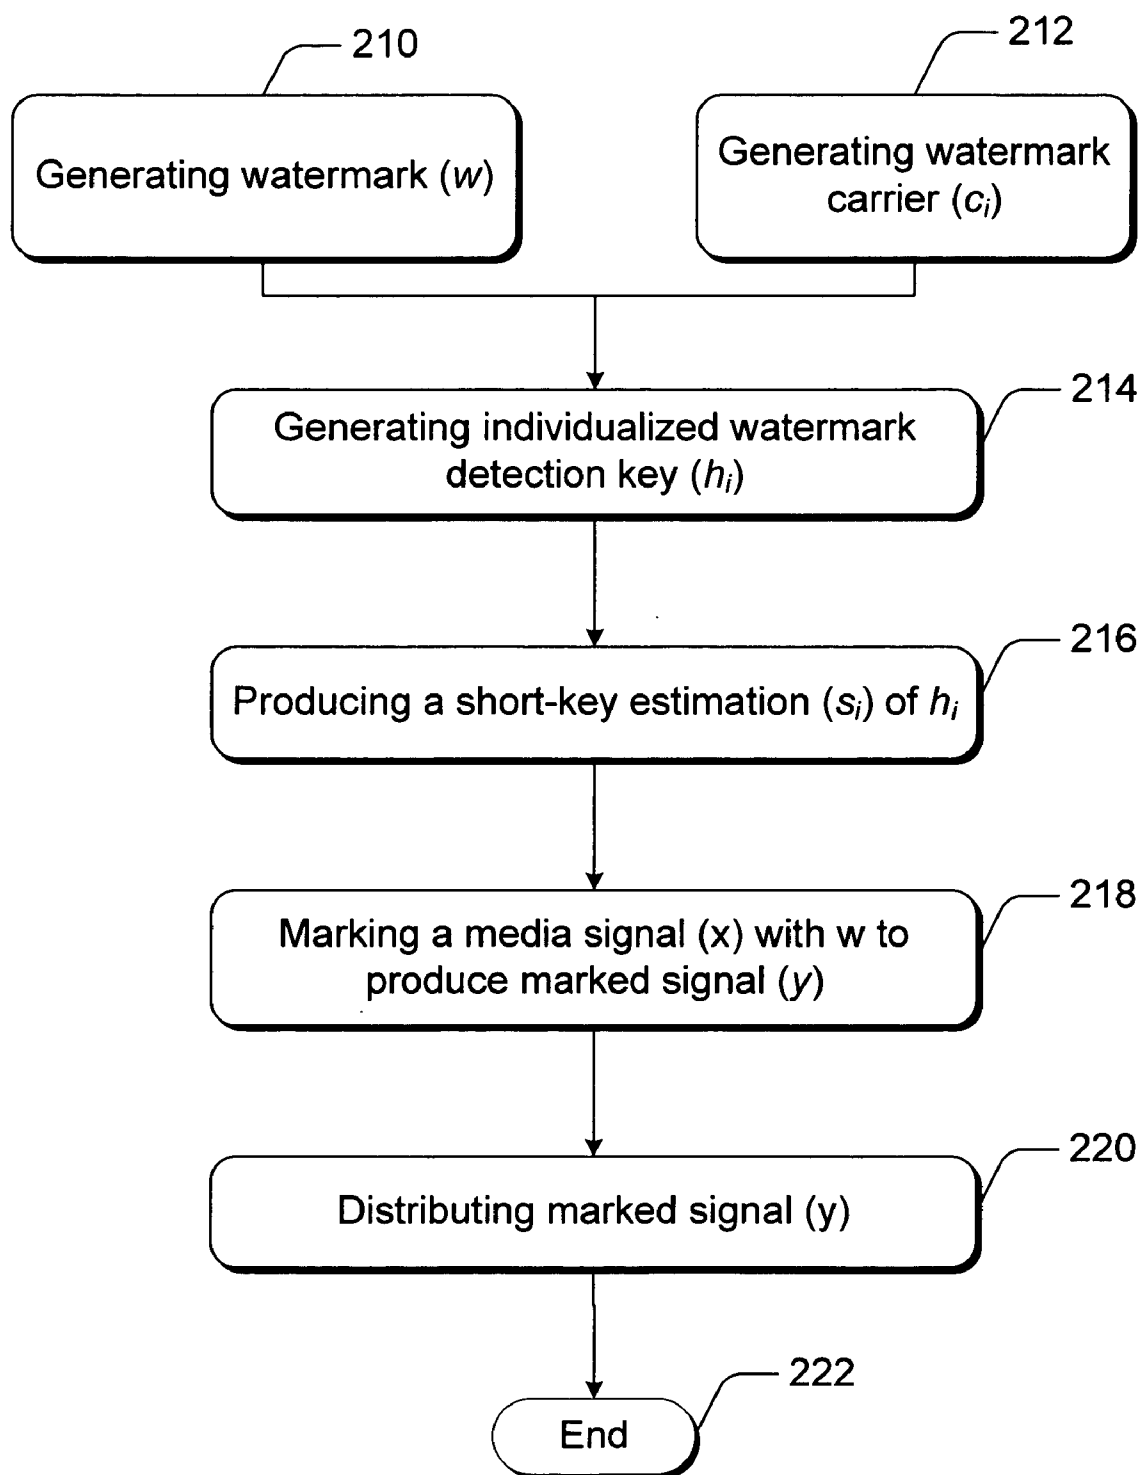 210
212
Generating watermark (w)
Generating watermark
carrier (cᵢ)
214
Generating individualized watermark
detection key (hᵢ)
216
Producing a short-key estimation (sᵢ) of hᵢ
218
Marking a media signal (x) with w to
produce marked signal (y)
220
Distributing marked signal (y)
222
End